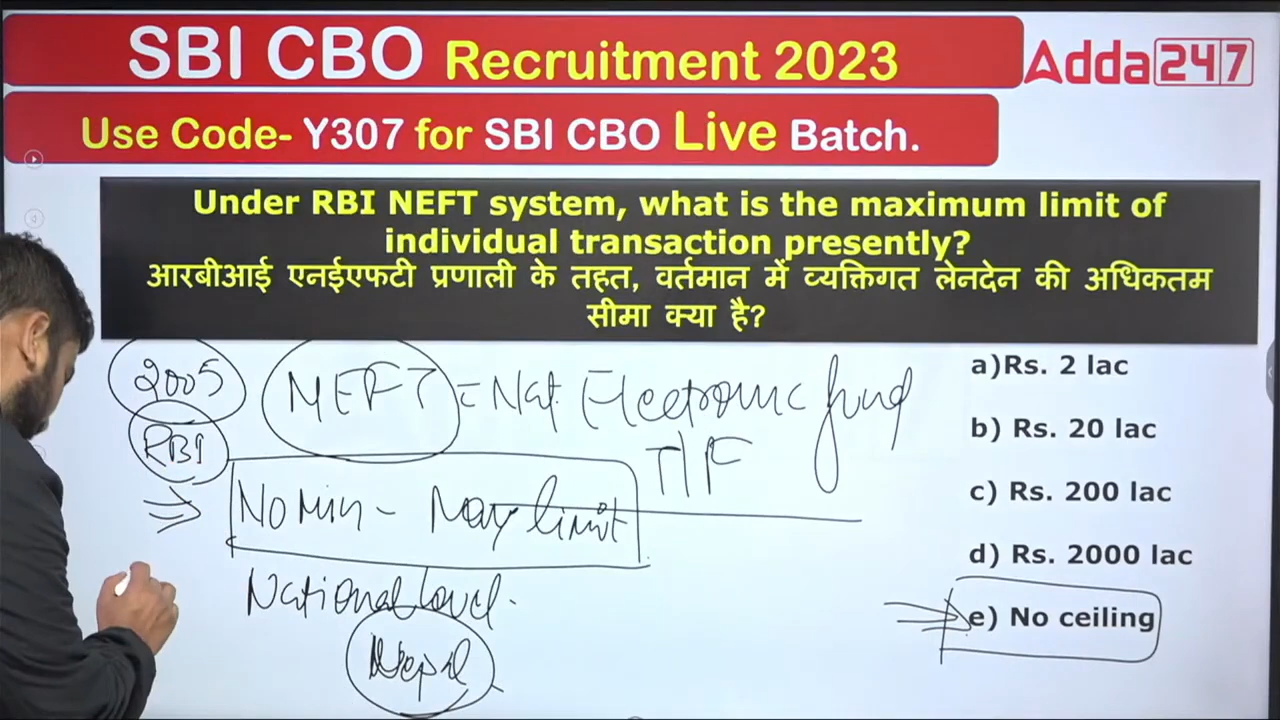 SBI CBO Recruitment 2023
Adda247
Use Code- Y307 for SBI CBO Live Batch.
Under RBI NEFT system, what is the maximum limit of
individual transaction presently?
आरबीआई एनईएफटी प्रणाली के तहत, वर्तमान में व्यक्तिगत लेनदेन की अधिकतम
सीमा क्या है?
2005 NEFT = Nat Electronic fund
RBI
T/F
⇒ No Min - Max limit
National level.
Nepal
a)Rs. 2 lac
b) Rs. 20 lac
c) Rs. 200 lac
d) Rs. 2000 lac
e) No ceiling